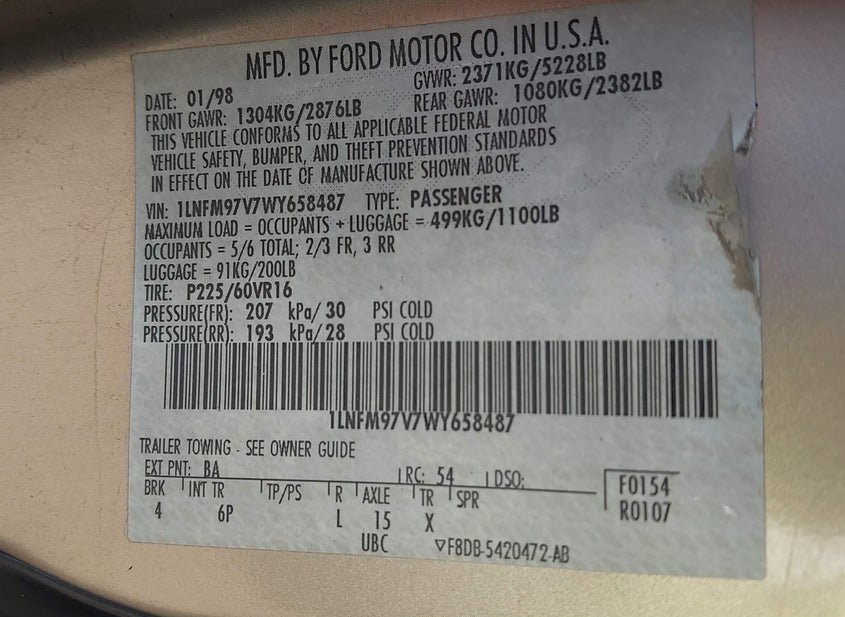 MFD. BY FORD MOTOR CO. IN U.S.A.
DATE: 01/98 GVWR: 2371KG/5228LB
FRONT GAWR: 1304KG/2876LB REAR GAWR: 1080KG/2382LB
THIS VEHICLE CONFORMS TO ALL APPLICABLE FEDERAL MOTOR
VEHICLE SAFETY, BUMPER, AND THEFT PREVENTION STANDARDS
IN EFFECT ON THE DATE OF MANUFACTURE SHOWN ABOVE.
VIN: 1LNFM97V7WY658487 TYPE: PASSENGER
MAXIMUM LOAD = OCCUPANTS + LUGGAGE = 499KG/1100LB
OCCUPANTS = 5/6 TOTAL; 2/3 FR, 3 RR
LUGGAGE = 91KG/200LB
TIRE: P225/60VR16
PRESSURE(FR): 207 kPa/ 30 PSI COLD
PRESSURE(RR): 193 kPa/ 28 PSI COLD
1LNFM97V7WY658487
TRAILER TOWING - SEE OWNER GUIDE
EXT PNT: BA RC: 54 DSO:
BRK INT TR TP/PS R AXLE TR SPR F0154
4 6P L 15 X R0107
UBC ▽F8DB-5420472-AB